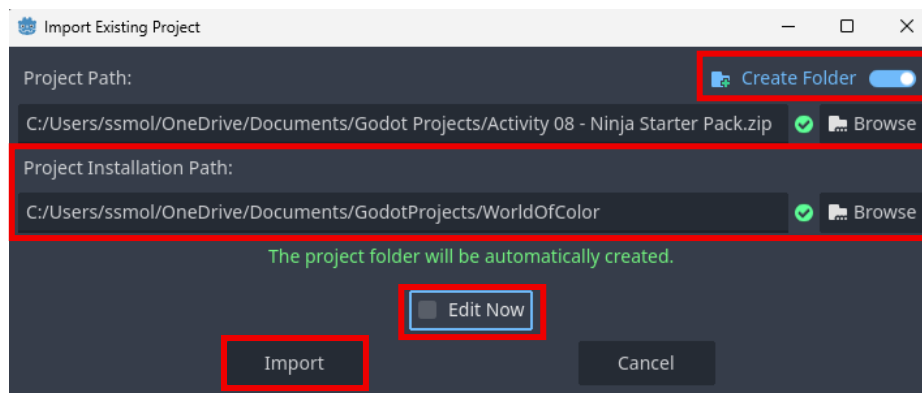 Import Existing Project
Project Path:
Create Folder
C:/Users/ssmol/OneDrive/Documents/Godot Projects/Activity 08 - Ninja Starter Pack.zip
Browse
Project Installation Path:
C:/Users/ssmol/OneDrive/Documents/GodotProjects/WorldOfColor
Browse
The project folder will be automatically created.
Edit Now
Import
Cancel